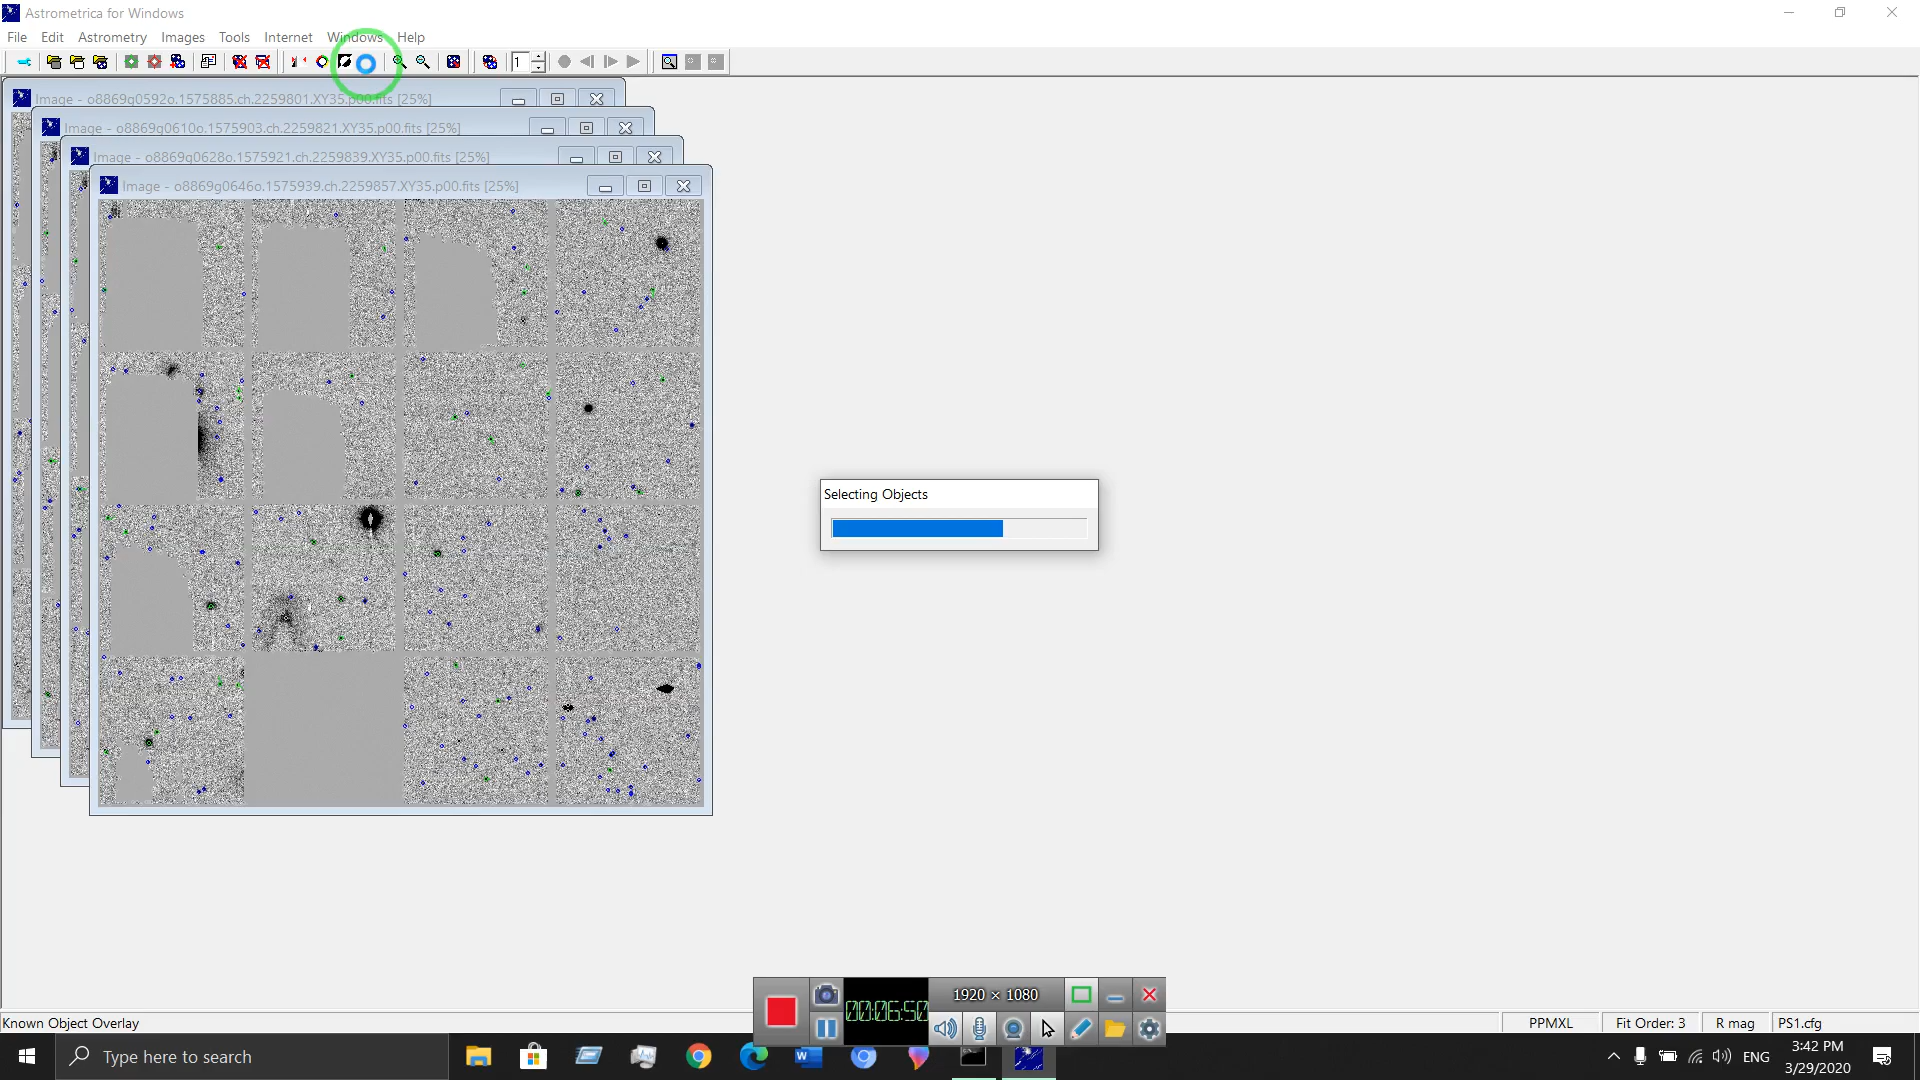 Astrometrica for Windows
File Edit Astrometry Images Tools Internet Windows Help
1
Image - o8869g0592o.1575885.ch.2259801.XY35.p00.fits [25%]
Image - o8869g0610o.1575903.ch.2259821.XY35.p00.fits [25%]
Image - o8869g0628o.1575921.ch.2259839.XY35.p00.fits [25%]
Image - o8869g0646o.1575939.ch.2259857.XY35.p00.fits [25%]
Selecting Objects
00:06:50
1920 × 1080
Known Object Overlay
PPMXL
Fit Order: 3
R mag
PS1.cfg
Type here to search
ENG
3:42 PM
3/29/2020